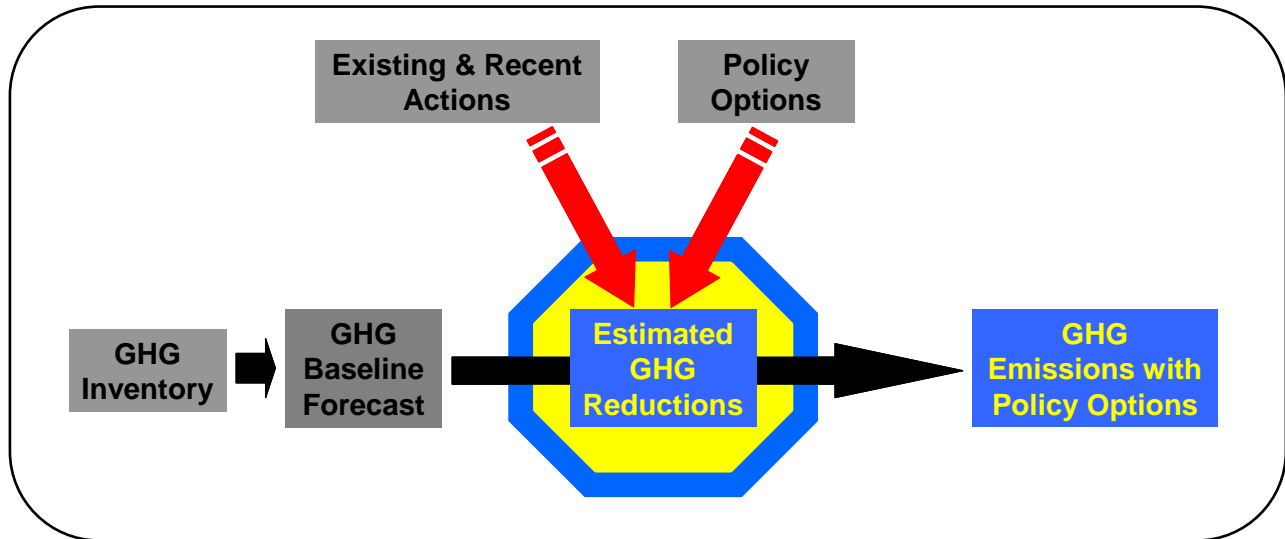 Existing & Recent
Actions
Policy
Options
GHG
Inventory
GHG
Baseline
Forecast
Estimated
GHG
Reductions
GHG
Emissions with
Policy Options